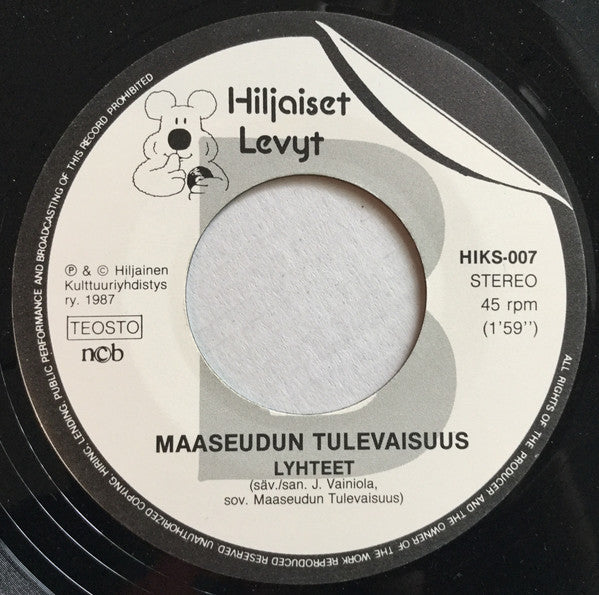 Hiljaiset
Levyt
B
HIKS-007
STEREO
45 rpm
(1'59'')
Ⓟ & © Hiljainen
Kulttuuriyhdistys
ry. 1987
TEOSTO
ncb
MAASEUDUN TULEVAISUUS
LYHTEET
(säv./san. J. Vainiola,
sov. Maaseudun Tulevaisuus)
ALL RIGHTS OF THE PRODUCER AND THE OWNER OF THE WORK REPRODUCED RESERVED UNAUTHORIZED COPYING, HIRING, LENDING, PUBLIC PERFORMANCE AND BROADCASTING OF THIS RECORD PROHIBITED